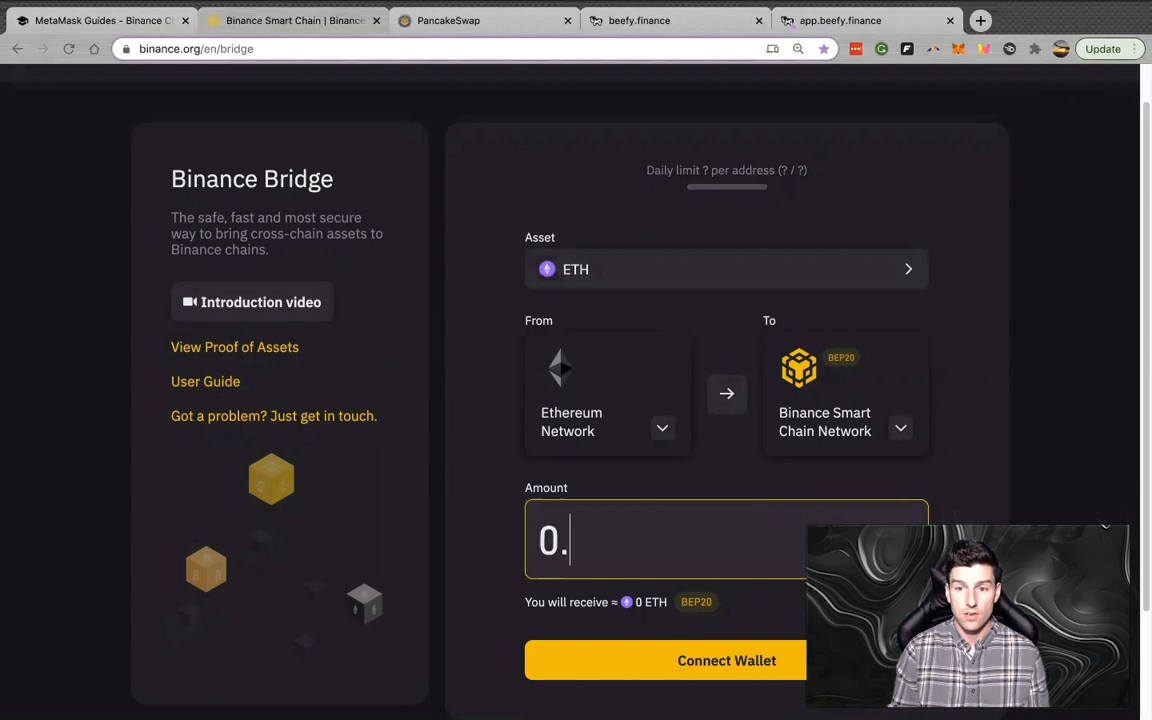 MetaMask Guides - Binance C
Binance Smart Chain | Binance
PancakeSwap
beefy.finance
app.beefy.finance
binance.org/en/bridge
Update
Binance Bridge
The safe, fast and most secure
way to bring cross-chain assets to
Binance chains.
Introduction video
View Proof of Assets
User Guide
Got a problem? Just get in touch.
Daily limit ? per address (? / ?)
Asset
ETH
From
To
Ethereum
Network
BEP20
Binance Smart
Chain Network
Amount
0.
You will receive ≈ 0 ETH BEP20
Connect Wallet